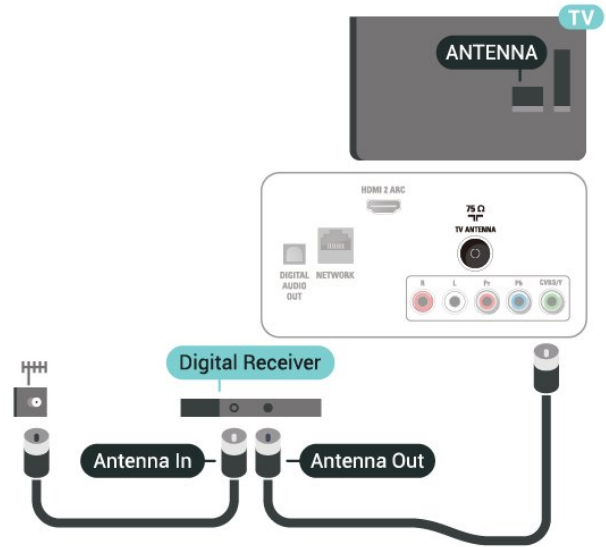 TV
ANTENNA
HDMI 2 ARC
75 Ω
TV ANTENNA
DIGITAL
AUDIO
OUT
NETWORK
R L Pr Pb CVBS/Y
Digital Receiver
Antenna In
Antenna Out